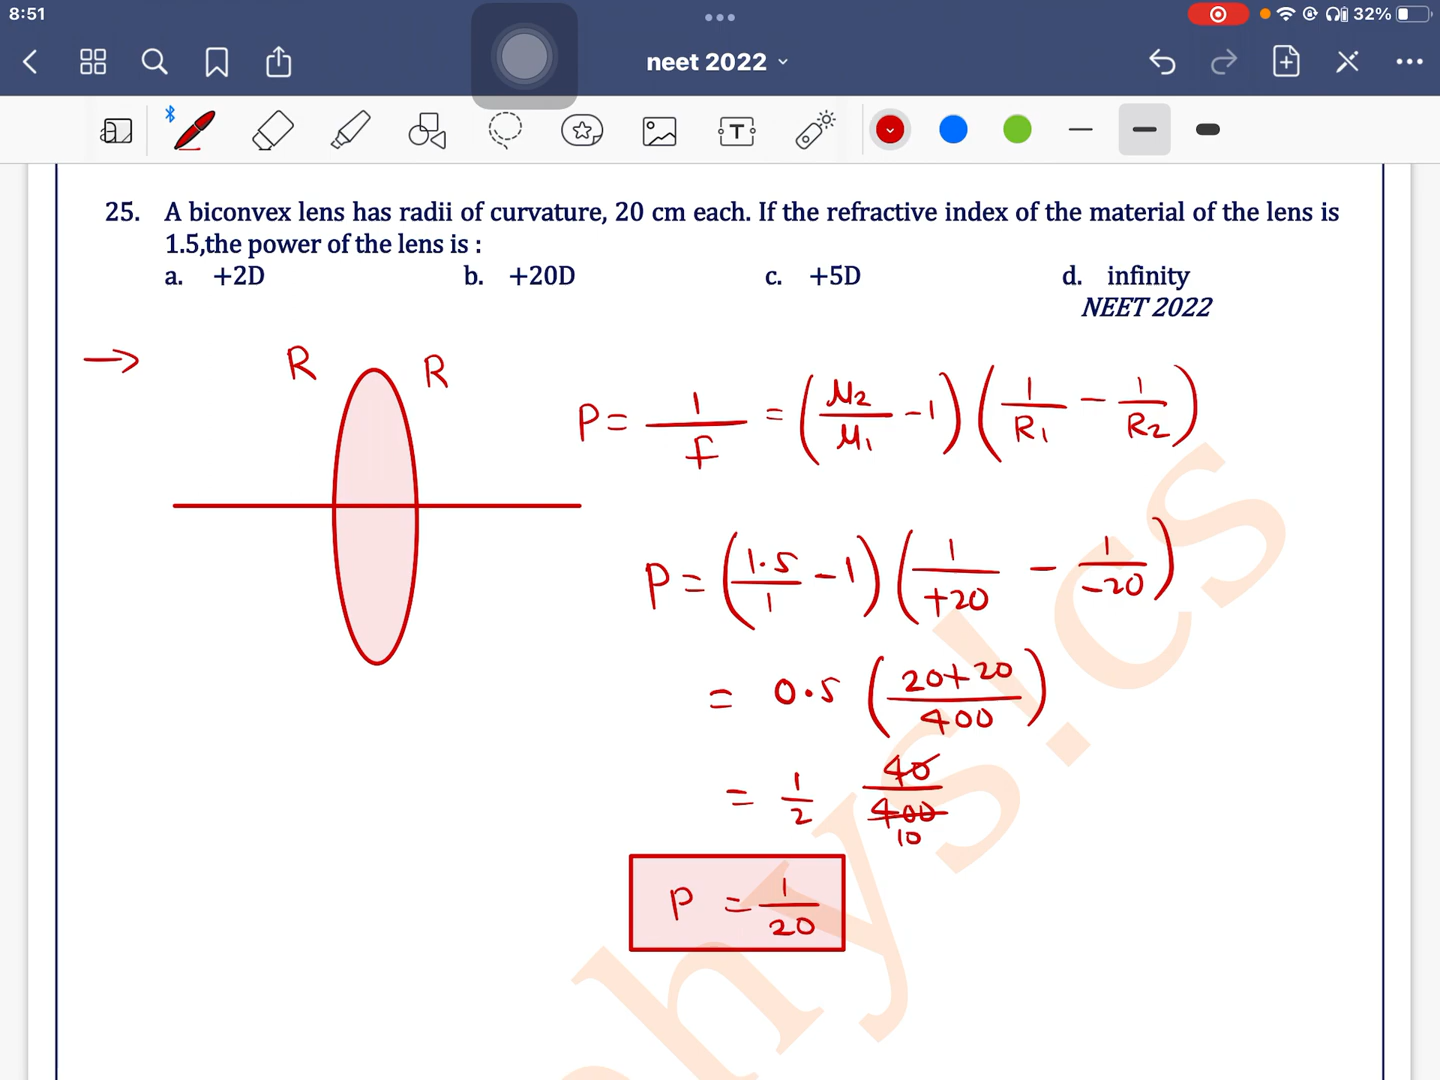 8:51
32%
neet 2022
25. A biconvex lens has radii of curvature, 20 cm each. If the refractive index of the material of the lens is
1.5,the power of the lens is :
a. +2D b. +20D c. +5D d. infinity
NEET 2022
→ R R
P = 1/f = (μ2/μ1 - 1) (1/R1 - 1/R2)
P = (1.5/1 - 1) (1/+20 - 1/-20)
= 0.5 (20+20/400)
= 1/2 40/400 10
P = 1/20
hys!cs